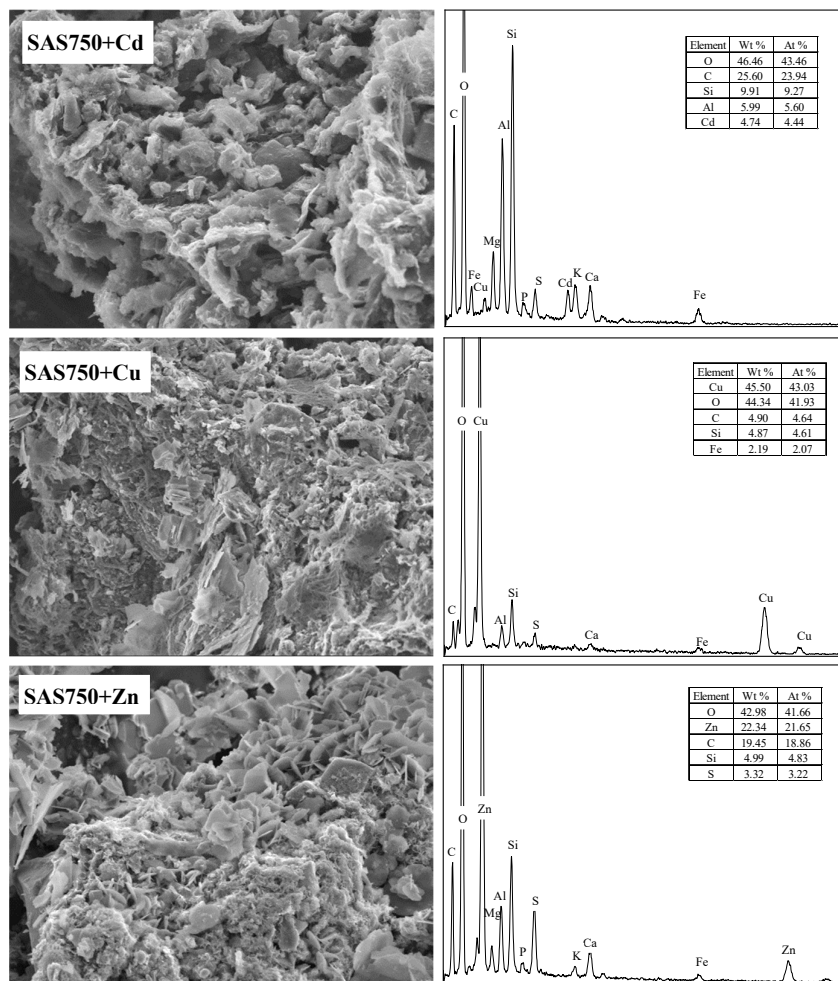 SAS750+Cd
Si
O
C
Al
Mg
Fe
Cu
P
S
Cd
K
Ca
Fe
Element Wt % At %
O 46.46 43.46
C 25.60 23.94
Si 9.91 9.27
Al 5.99 5.60
Cd 4.74 4.44
SAS750+Cu
O
Cu
C
Al
Si
S
Ca
Fe
Cu
Cu
Element Wt % At %
Cu 45.50 43.03
O 44.34 41.93
C 4.90 4.64
Si 4.87 4.61
Fe 2.19 2.07
SAS750+Zn
C
O
Zn
Mg
Al
Si
P
S
K
Ca
Fe
Zn
Element Wt % At %
O 42.98 41.66
Zn 22.34 21.65
C 19.45 18.86
Si 4.99 4.83
S 3.32 3.22